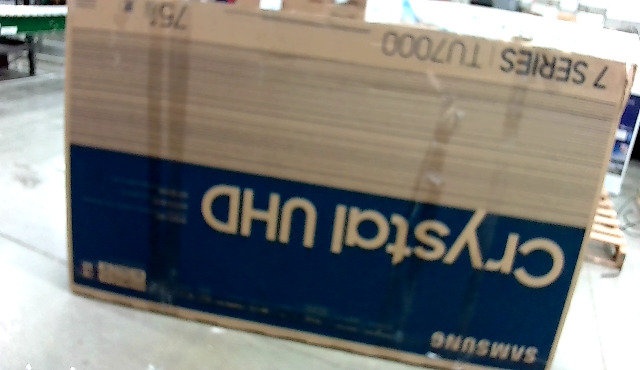 SAMSUNG
Crystal UHD
7 SERIES | TU7000
75"